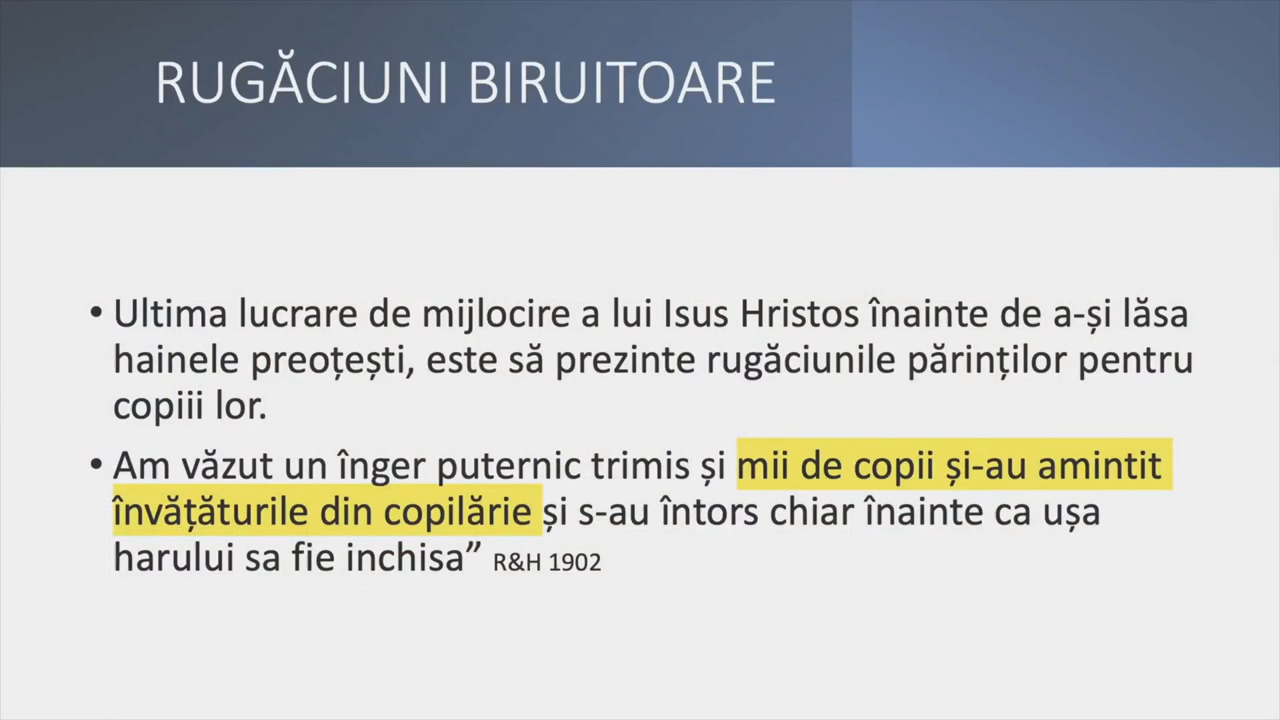 RUGĂCIUNI BIRUITOARE
• Ultima lucrare de mijlocire a lui Isus Hristos înainte de a-și lăsa
hainele preoțești, este să prezinte rugăciunile părinților pentru
copiii lor.
• Am văzut un înger puternic trimis și mii de copii și-au amintit
învățăturile din copilărie și s-au întors chiar înainte ca ușa
harului sa fie inchisa” R&H 1902